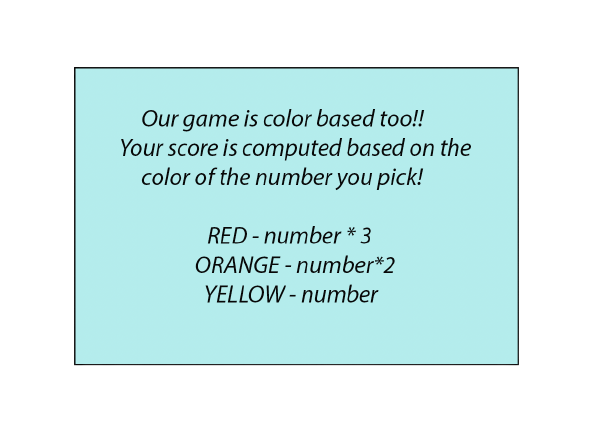 Our game is color based too!!
Your score is computed based on the
color of the number you pick!
RED - number * 3
ORANGE - number*2
YELLOW - number